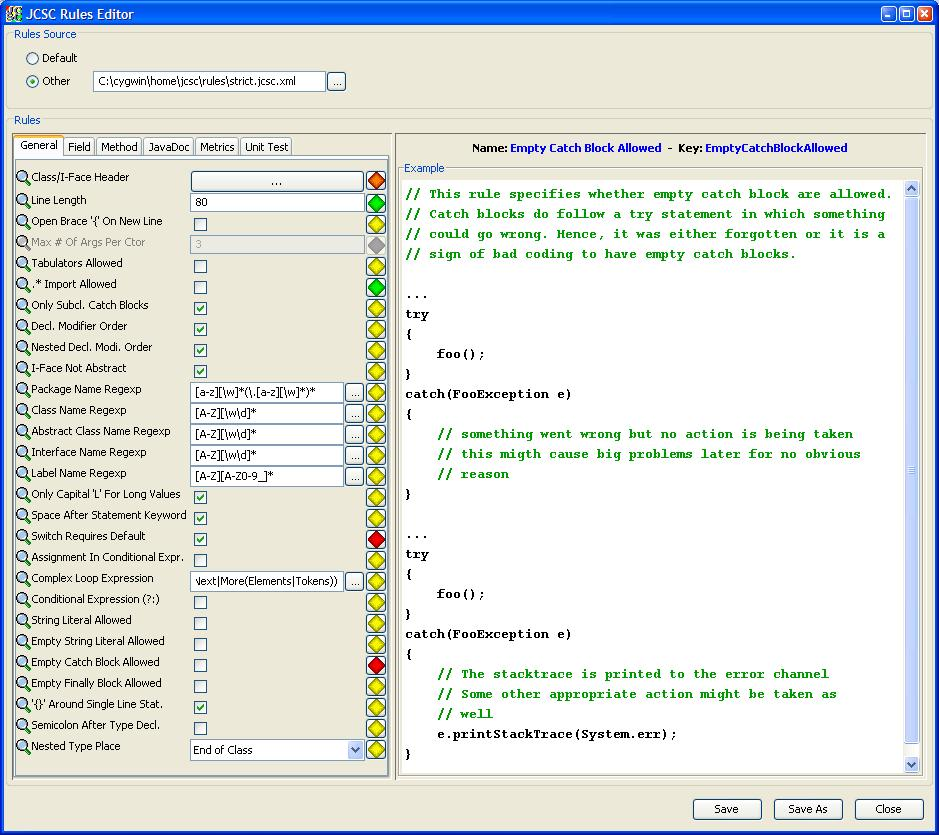 JCSC Rules Editor
Rules Source
Default
Other C:\cygwin\home\jcsc\rules\strict.jcsc.xml ...
Rules
General Field Method JavaDoc Metrics Unit Test
Class/I-Face Header ...
Line Length 80
Open Brace '{' On New Line
Max # Of Args Per Ctor 3
Tabulators Allowed
.* Import Allowed
Only Subcl. Catch Blocks
Decl. Modifier Order
Nested Decl. Modi. Order
I-Face Not Abstract
Package Name Regexp [a-z][\w]*(\.[a-z][\w]*)* ...
Class Name Regexp [A-Z][\w\d]* ...
Abstract Class Name Regexp [A-Z][\w\d]* ...
Interface Name Regexp [A-Z][\w\d]* ...
Label Name Regexp [A-Z][A-Z0-9_]* ...
Only Capital 'L' For Long Values
Space After Statement Keyword
Switch Requires Default
Assignment In Conditional Expr.
Complex Loop Expression Next|More(Elements|Tokens)) ...
Conditional Expression (?:)
String Literal Allowed
Empty String Literal Allowed
Empty Catch Block Allowed
Empty Finally Block Allowed
'{}' Around Single Line Stat.
Semicolon After Type Decl.
Nested Type Place End of Class
Name: Empty Catch Block Allowed - Key: EmptyCatchBlockAllowed
Example
// This rule specifies whether empty catch block are allowed.
// Catch blocks do follow a try statement in which something
// could go wrong. Hence, it was either forgotten or it is a
// sign of bad coding to have empty catch blocks.
...
try
{
foo();
}
catch(FooException e)
{
// something went wrong but no action is being taken
// this migth cause big problems later for no obvious
// reason
}
...
try
{
foo();
}
catch(FooException e)
{
// The stacktrace is printed to the error channel
// Some other appropriate action might be taken as
// well
e.printStackTrace(System.err);
}
Save Save As Close